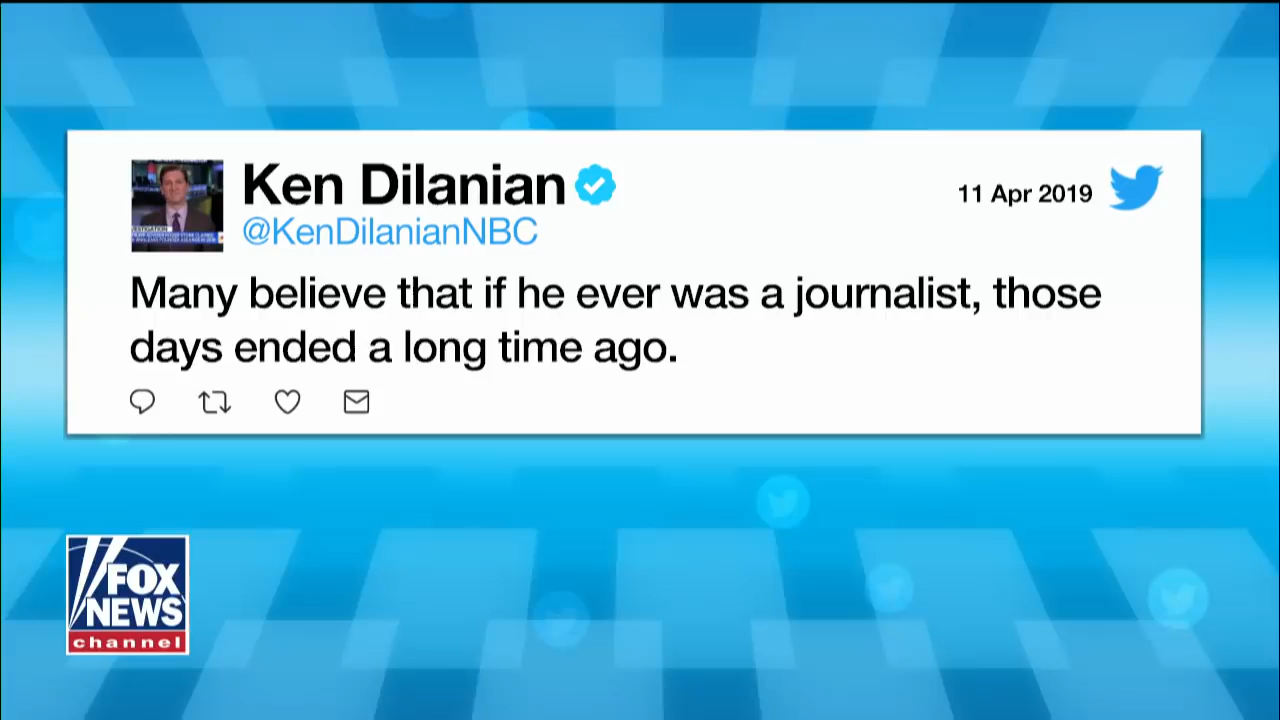 Ken Dilanian
11 Apr 2019
@KenDilanianNBC
Many believe that if he ever was a journalist, those
days ended a long time ago.
FOX
NEWS
channel